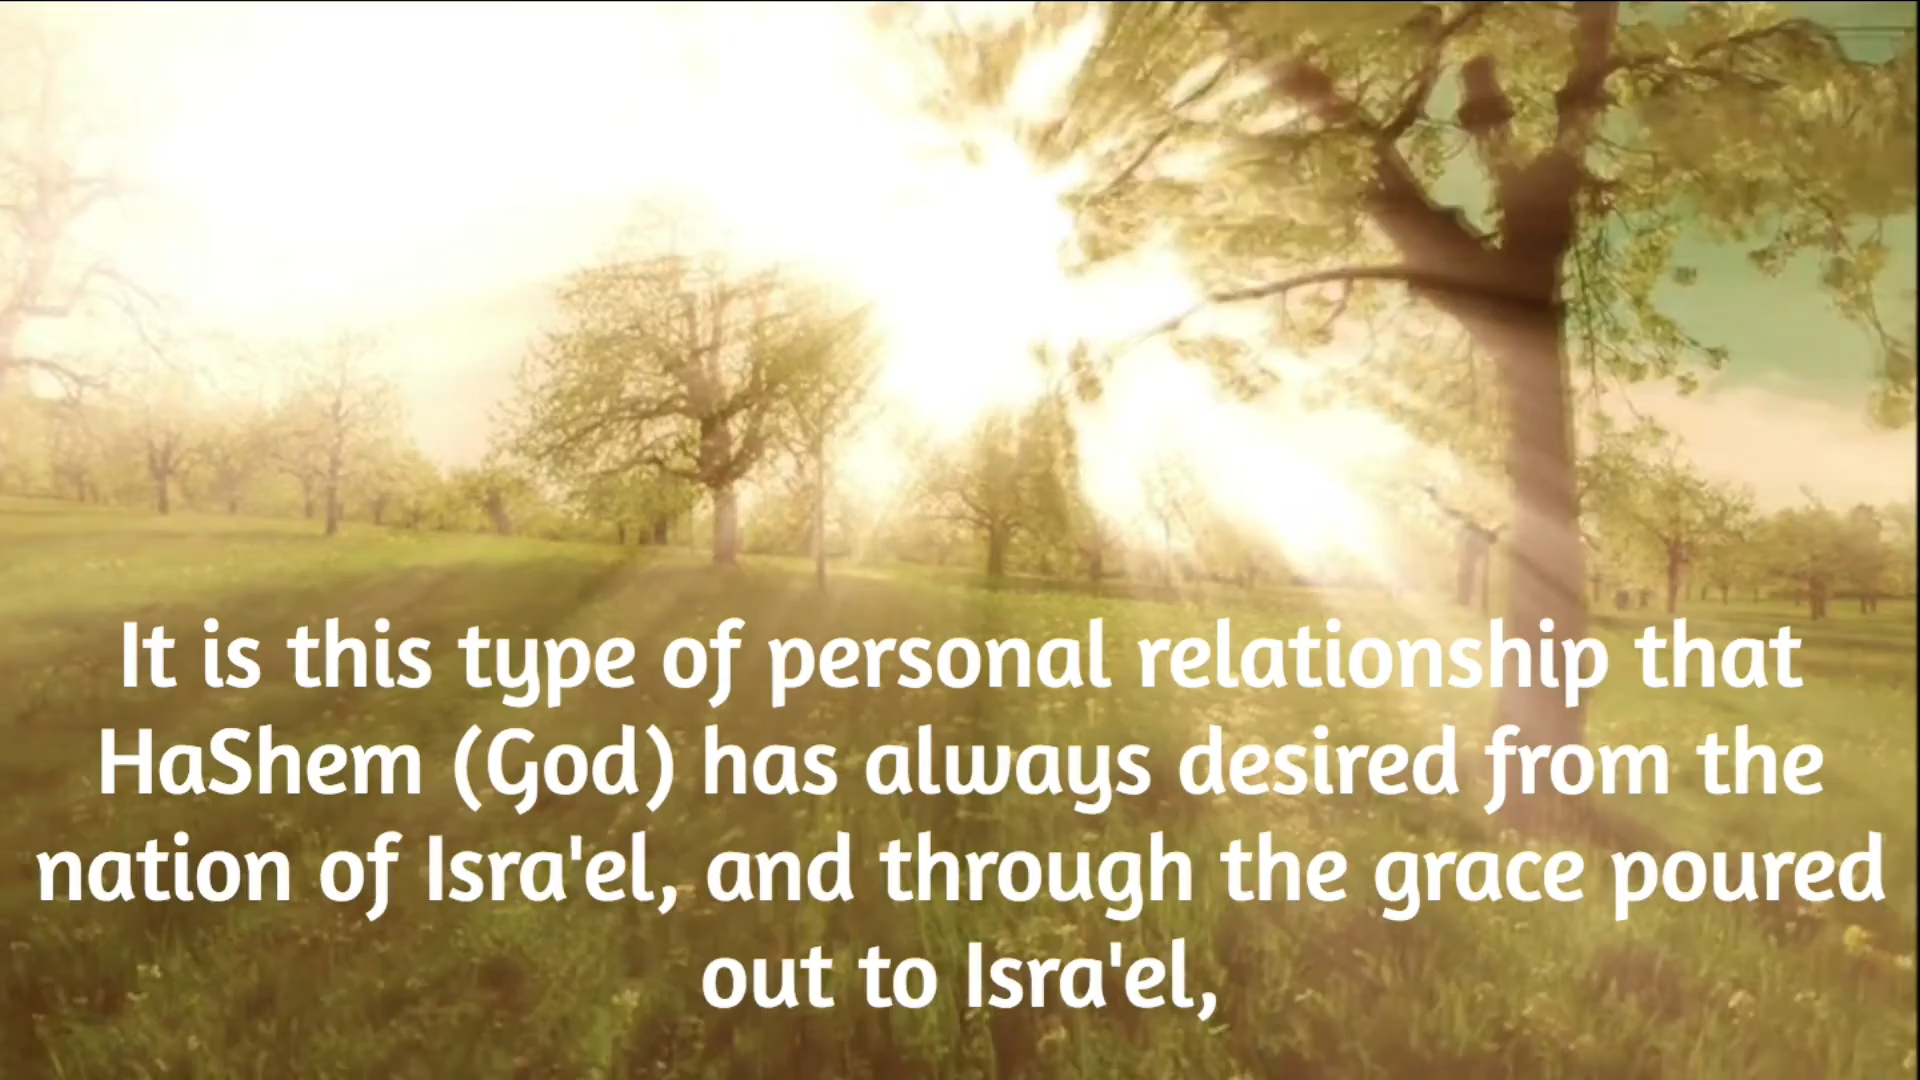 It is this type of personal relationship that
HaShem (God) has always desired from the
nation of Isra'el, and through the grace poured
out to Isra'el,